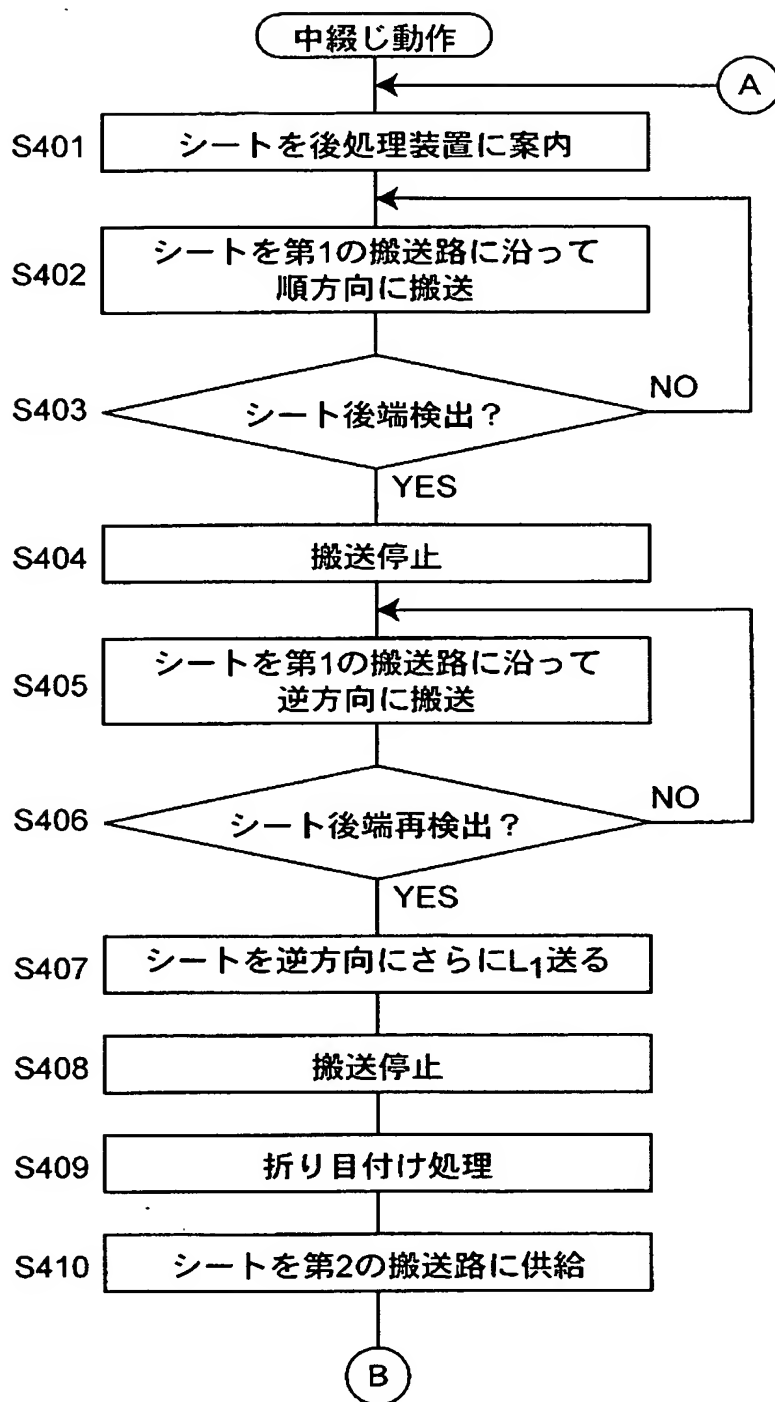 中綴じ動作
A
S401 シートを後処理装置に案内
S402 シートを第1の搬送路に沿って
順方向に搬送
S403 シート後端検出？
NO
YES
S404 搬送停止
S405 シートを第1の搬送路に沿って
逆方向に搬送
S406 シート後端再検出？
NO
YES
S407 シートを逆方向にさらにL1送る
S408 搬送停止
S409 折り目付け処理
S410 シートを第2の搬送路に供給
B